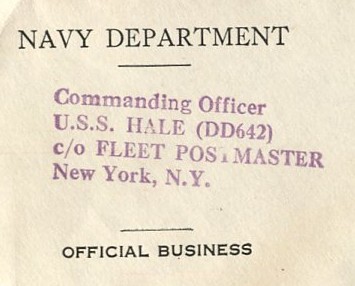 NAVY DEPARTMENT
Commanding Officer
U.S.S. HALE (DD642)
c/o FLEET POSTMASTER
New York, N.Y.
OFFICIAL BUSINESS